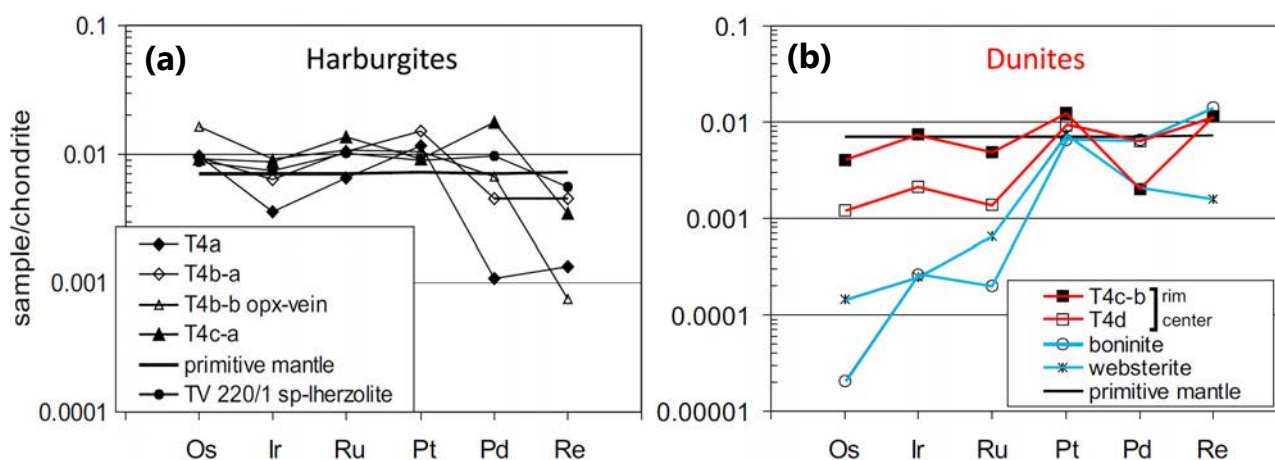 (a)
Harburgites
sample/chondrite
0.1
0.01
0.001
0.0001
T4a
T4b-a
T4b-b opx-vein
T4c-a
primitive mantle
TV 220/1 sp-lherzolite
Os Ir Ru Pt Pd Re
(b)
Dunites
0.1
0.01
0.001
0.0001
0.00001
T4c-b rim
T4d center
boninite
websterite
primitive mantle
Os Ir Ru Pt Pd Re